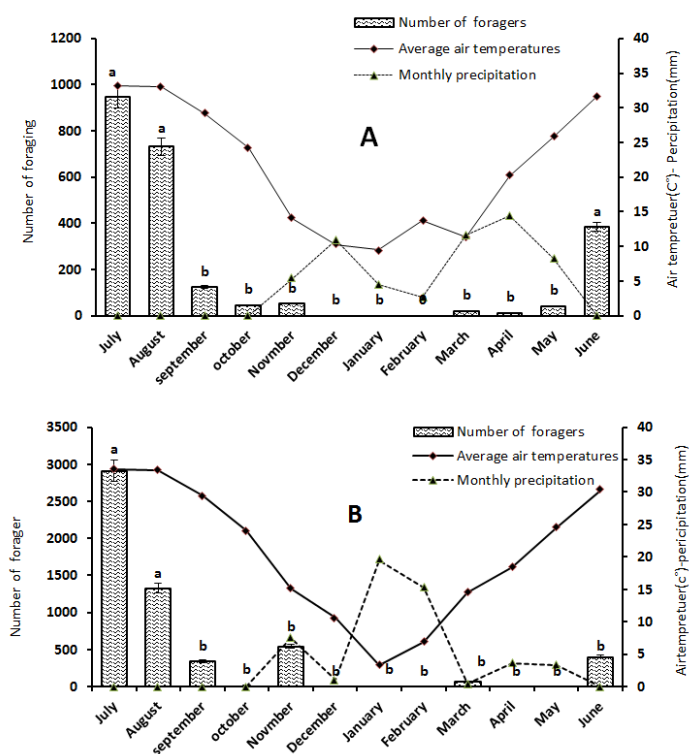 Number of foragers
Average air temperatures
Monthly precipitation
1200
1000
800
600
400
200
0
Number of foraging
40
35
30
25
20
15
10
5
0
Air tempretuer(C°)- Percipitation(mm)
A
a
a
b
b
b
b
b
b
b
b
b
a
July
August
september
october
Novmber
December
January
February
March
April
May
June
Number of foragers
Average air temperatures
Monthly precipitation
3500
3000
2500
2000
1500
1000
500
0
Number of forager
40
35
30
25
20
15
10
5
0
Airtempretuer(c°)-pericipitation(mm)
B
a
a
b
b
b
b
b
b
b
b
b
b
July
August
September
october
Novmber
December
January
February
March
April
May
June